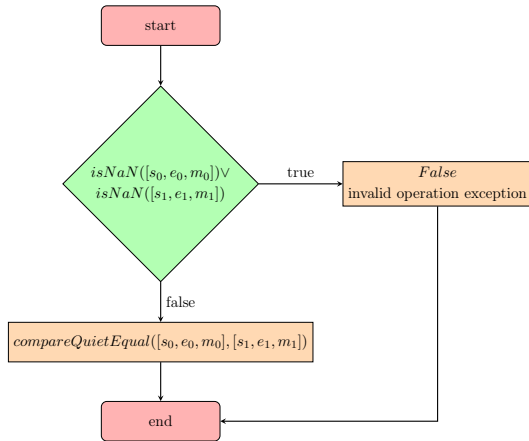 start
isNaN([s₀, e₀, m₀])∨
isNaN([s₁, e₁, m₁])
true
False
invalid operation exception
false
compareQuietEqual([s₀, e₀, m₀], [s₁, e₁, m₁])
end